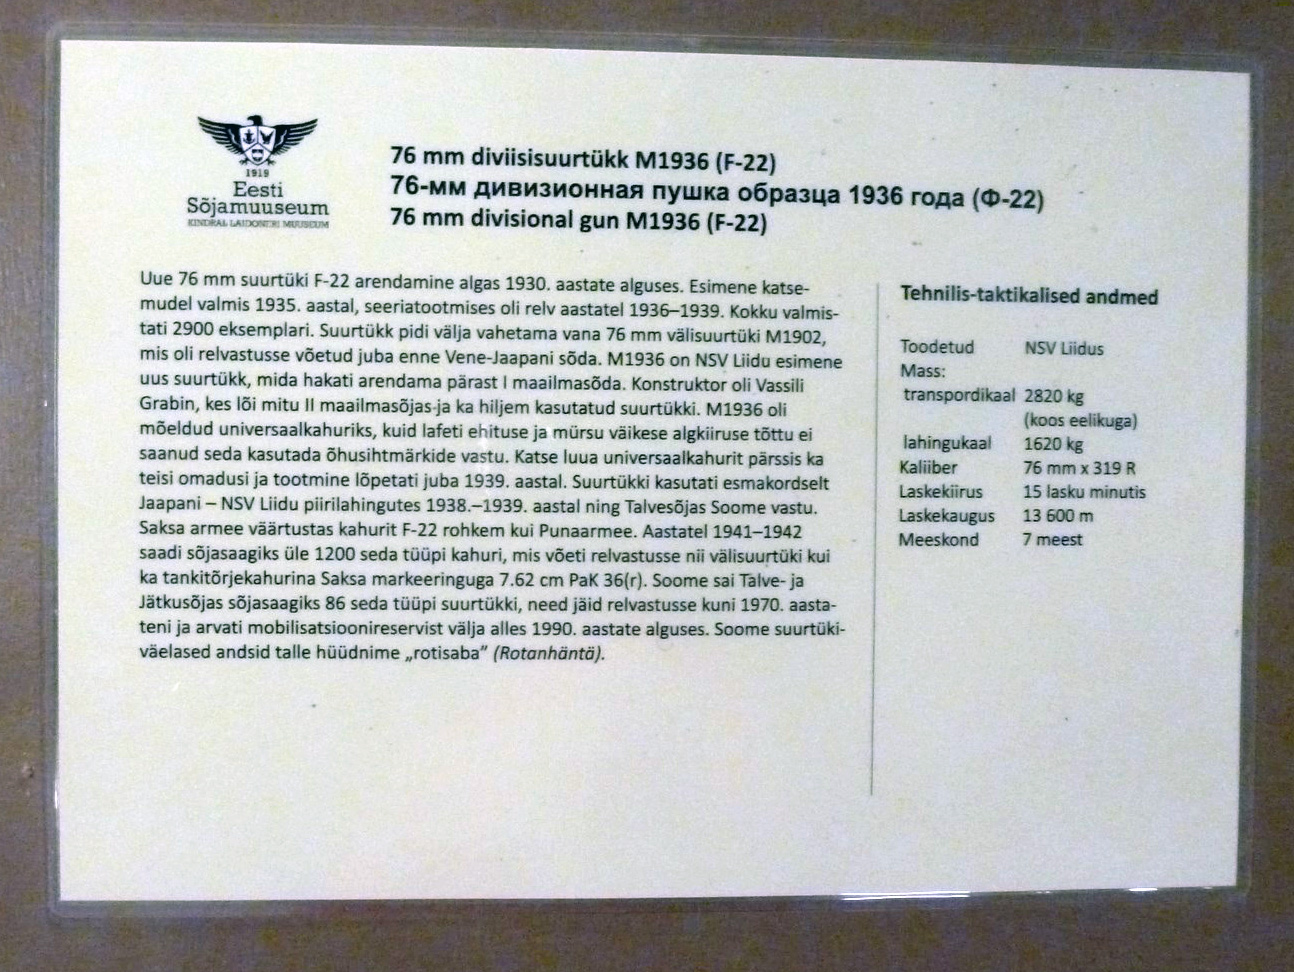 1919
Eesti
Sõjamuuseum
KINDRAL LAIDONERI MUUSEUM
76 mm diviisisuurtükk M1936 (F-22)
76-мм дивизионная пушка образца 1936 года (Ф-22)
76 mm divisional gun M1936 (F-22)
Uue 76 mm suurtüki F-22 arendamine algas 1930. aastate alguses. Esimene katse-
mudel valmis 1935. aastal, seeriatootmises oli relv aastatel 1936–1939. Kokku valmis-
tati 2900 eksemplari. Suurtükk pidi välja vahetama vana 76 mm välisuurtüki M1902,
mis oli relvastusse võetud juba enne Vene-Jaapani sõda. M1936 on NSV Liidu esimene
uus suurtükk, mida hakati arendama pärast I maailmasõda. Konstruktor oli Vassili
Grabin, kes lõi mitu II maailmasõjas ja ka hiljem kasutatud suurtükki. M1936 oli
mõeldud universaalkahuriks, kuid lafeti ehituse ja mürsu väikese algkiiruse tõttu ei
saanud seda kasutada õhusihtmärkide vastu. Katse luua universaalkahurit pärssis ka
teisi omadusi ja tootmine lõpetati juba 1939. aastal. Suurtükki kasutati esmakordselt
Jaapani – NSV Liidu piirilahingutes 1938.–1939. aastal ning Talvesõjas Soome vastu.
Saksa armee väärtustas kahurit F-22 rohkem kui Punaarmee. Aastatel 1941–1942
saadi sõjasaagiks üle 1200 seda tüüpi kahuri, mis võeti relvastusse nii välisuurtüki kui
ka tankitõrjekahurina Saksa markeeringuga 7.62 cm PaK 36(r). Soome sai Talve- ja
Jätkusõjas sõjasaagiks 86 seda tüüpi suurtükki, need jäid relvastusse kuni 1970. aasta-
teni ja arvati mobilisatsioonireservist välja alles 1990. aastate alguses. Soome suurtüki-
väelased andsid talle hüüdnime „rotisaba” (Rotanhäntä).
Tehnilis-taktikalised andmed
Toodetud NSV Liidus
Mass:
transpordikaal 2820 kg
(koos eelikuga)
lahingukaal 1620 kg
Kaliiber 76 mm x 319 R
Laskekiirus 15 lasku minutis
Laskekaugus 13 600 m
Meeskond 7 meest